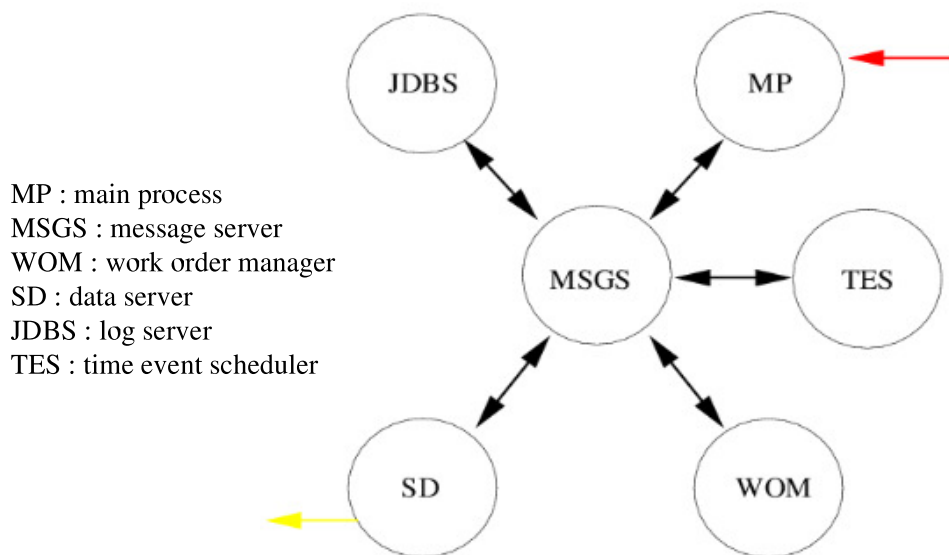 JDBS
MP
MP : main process
MSGS : message server
WOM : work order manager
SD : data server
JDBS : log server
TES : time event scheduler
MSGS
TES
SD
WOM